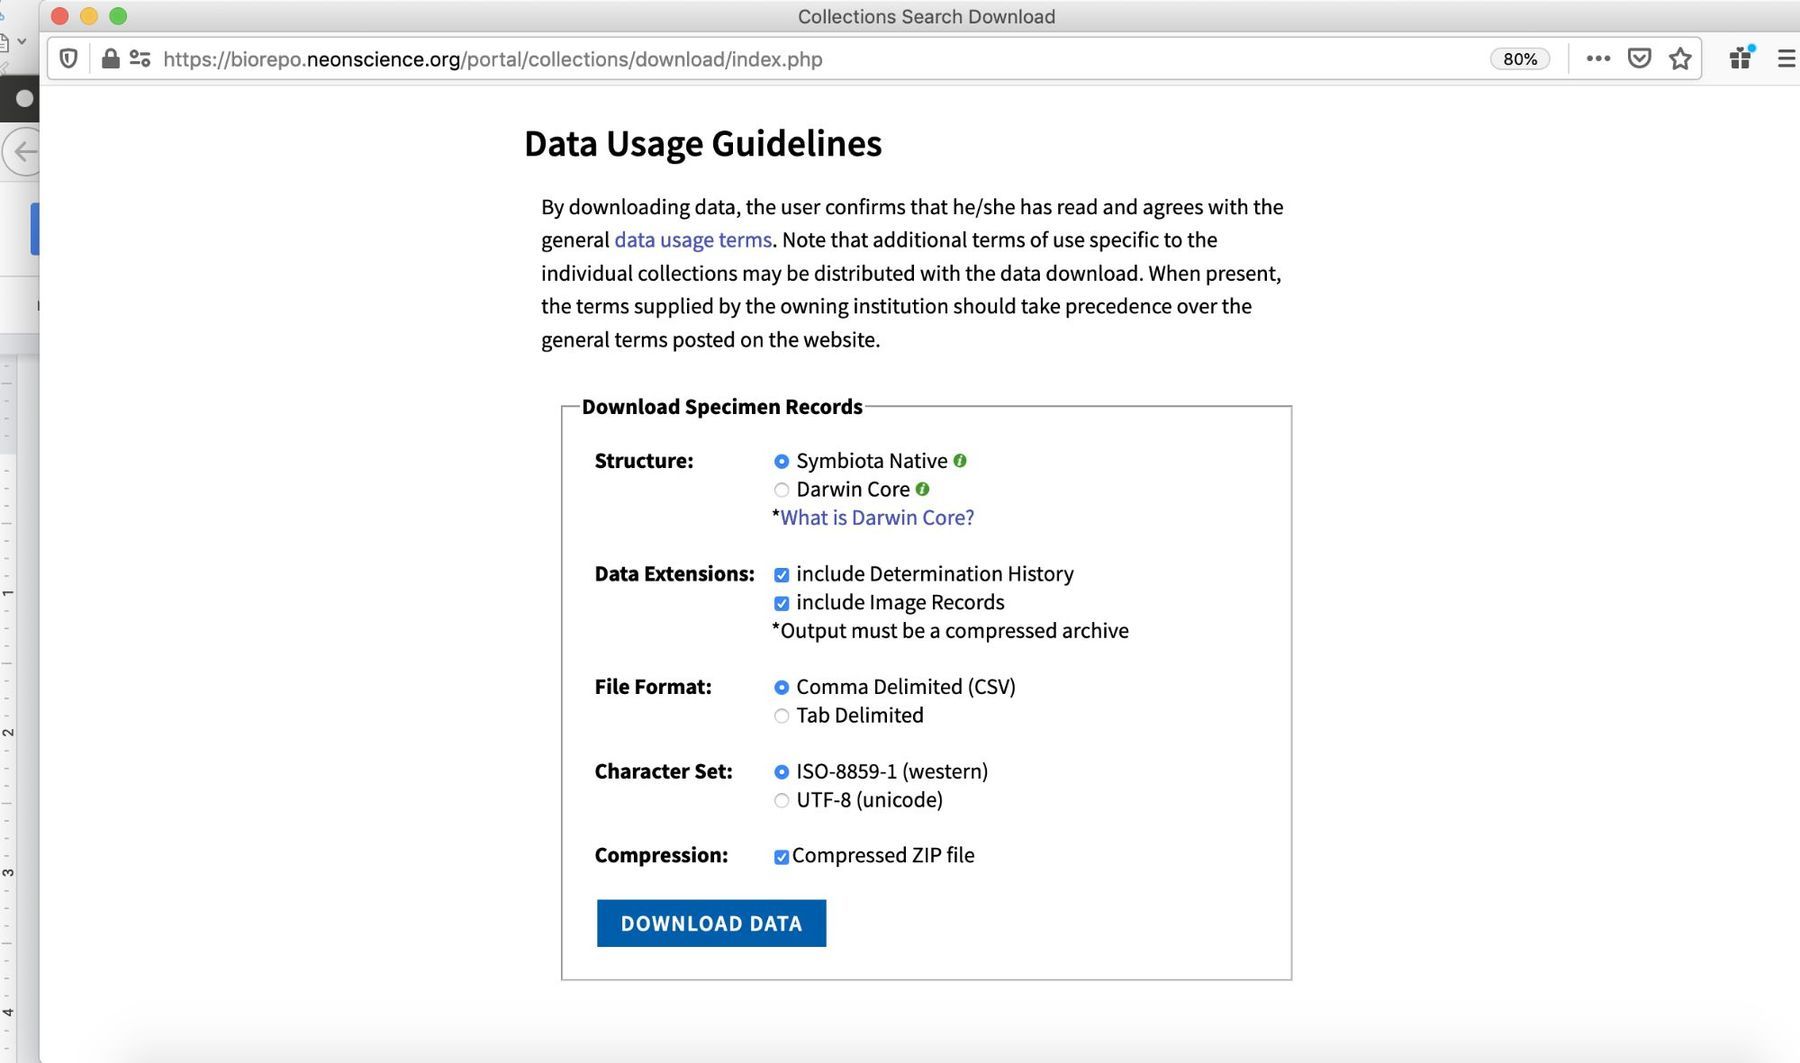 Collections Search Download
https://biorepo.neonscience.org/portal/collections/download/index.php
80%
Data Usage Guidelines
By downloading data, the user confirms that he/she has read and agrees with the
general data usage terms. Note that additional terms of use specific to the
individual collections may be distributed with the data download. When present,
the terms supplied by the owning institution should take precedence over the
general terms posted on the website.
Download Specimen Records
Structure: Symbiota Native
Darwin Core
*What is Darwin Core?
Data Extensions: include Determination History
include Image Records
*Output must be a compressed archive
File Format: Comma Delimited (CSV)
Tab Delimited
Character Set: ISO-8859-1 (western)
UTF-8 (unicode)
Compression: Compressed ZIP file
DOWNLOAD DATA
1
2
3
4